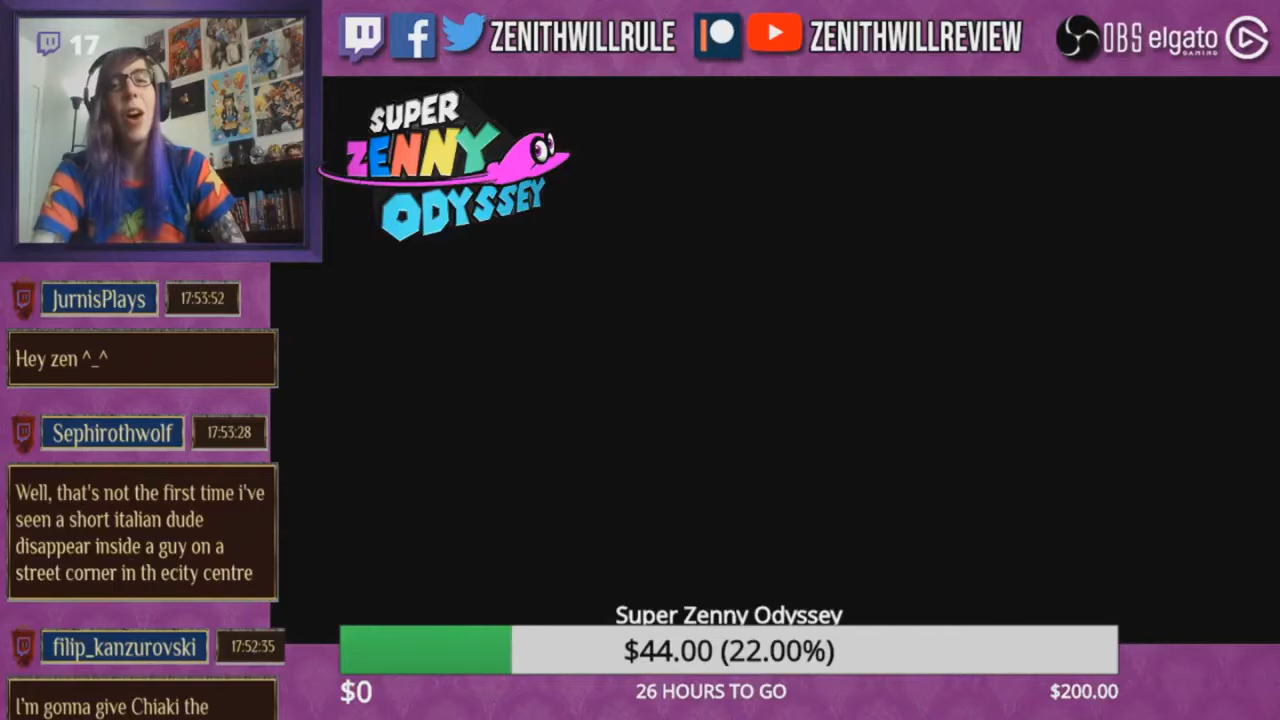 17
ZENITHWILLRULE
ZENITHWILLREVIEW
OBS elgato
GAMING
SUPER
ZENNY
ODYSSEY
JurnisPlays 17:53:52
Hey zen ^_^
Sephirothwolf 17:53:28
Well, that's not the first time i've
seen a short italian dude
disappear inside a guy on a
street corner in th ecity centre
filip_kanzurovski 17:52:35
I'm gonna give Chiaki the
Super Zenny Odyssey
$44.00 (22.00%)
$0 26 HOURS TO GO $200.00